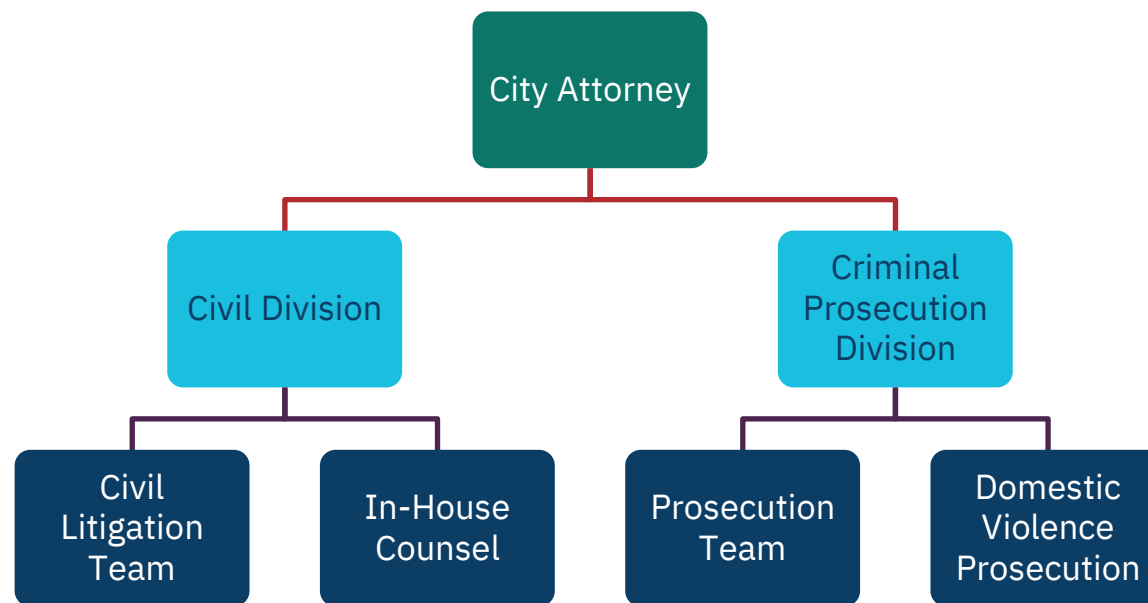 City Attorney
Civil Division
Criminal
Prosecution
Division
Civil
Litigation
Team
In-House
Counsel
Prosecution
Team
Domestic
Violence
Prosecution